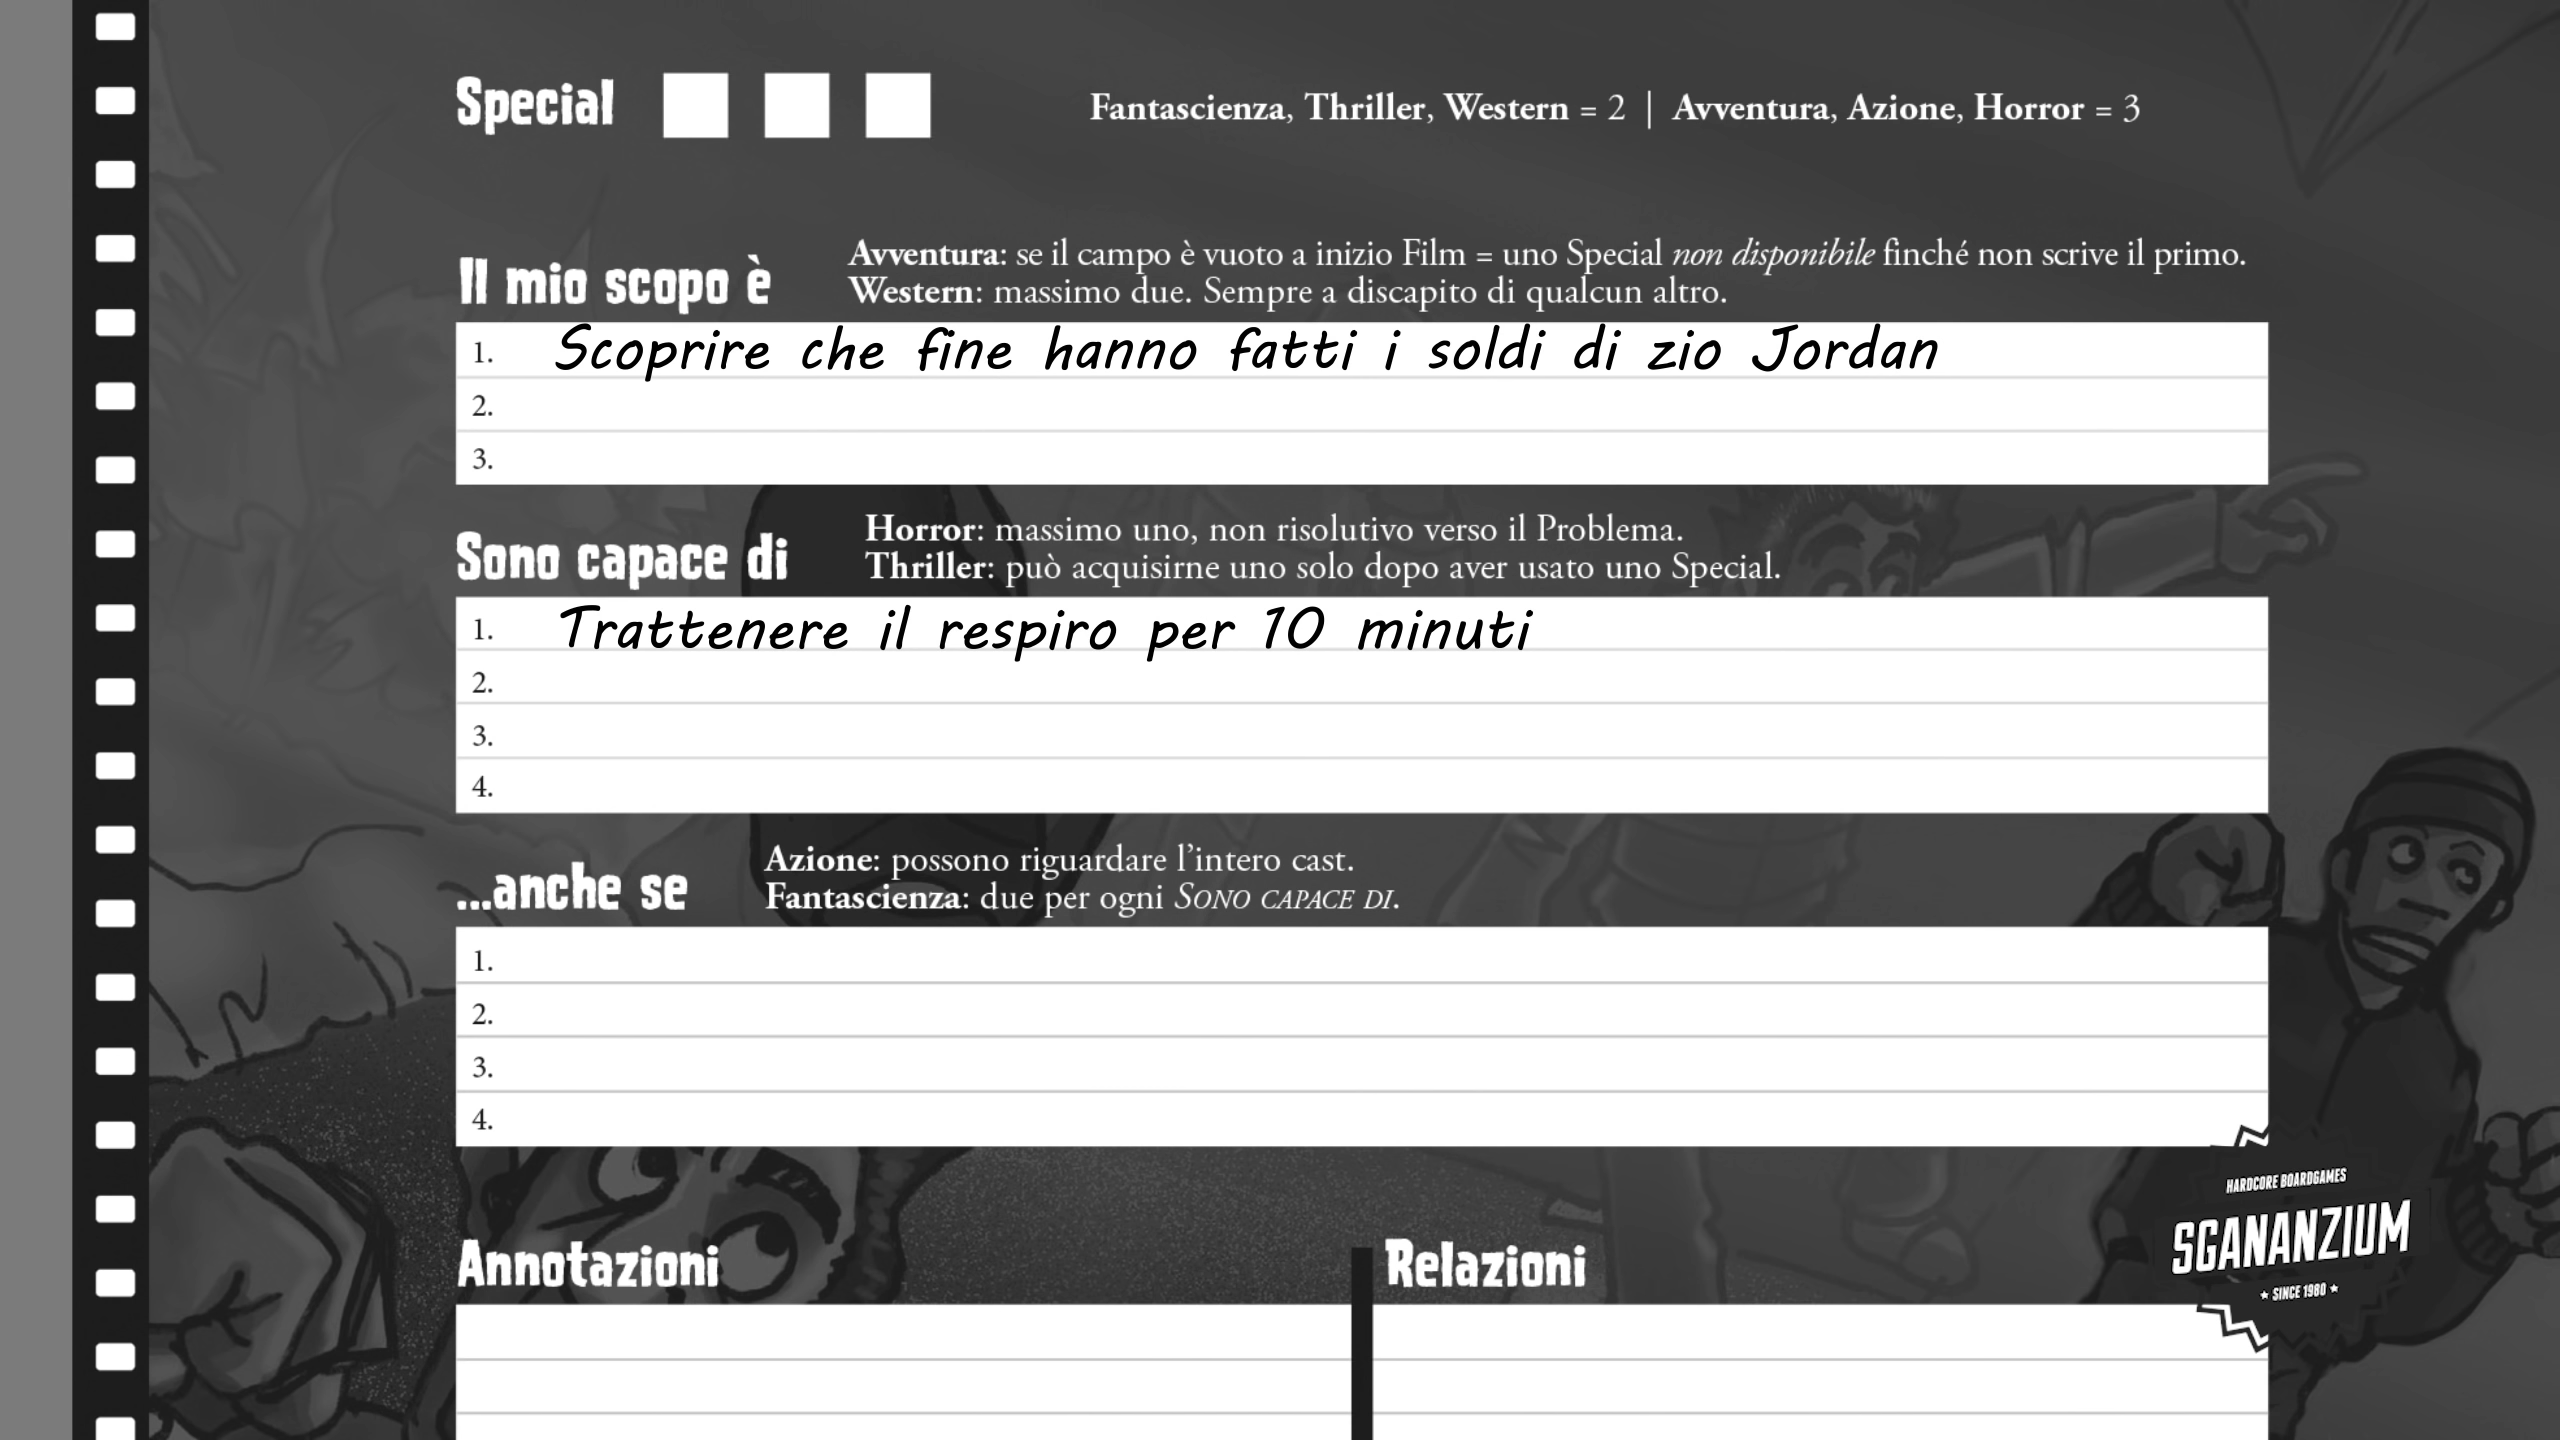 Special
Fantascienza, Thriller, Western = 2 | Avventura, Azione, Horror = 3
Il mio scopo è
Avventura: se il campo è vuoto a inizio Film = uno Special non disponibile finché non scrive il primo.
Western: massimo due. Sempre a discapito di qualcun altro.
1. Scoprire che fine hanno fatti i soldi di zio Jordan
2.
3.
Sono capace di
Horror: massimo uno, non risolutivo verso il Problema.
Thriller: può acquisirne uno solo dopo aver usato uno Special.
1. Trattenere il respiro per 10 minuti
2.
3.
4.
...anche se
Azione: possono riguardare l'intero cast.
Fantascienza: due per ogni SONO CAPACE DI.
1.
2.
3.
4.
Annotazioni
Relazioni
HARDCORE BOARDGAMES
SGANANZIUM
★ SINCE 1980 ★